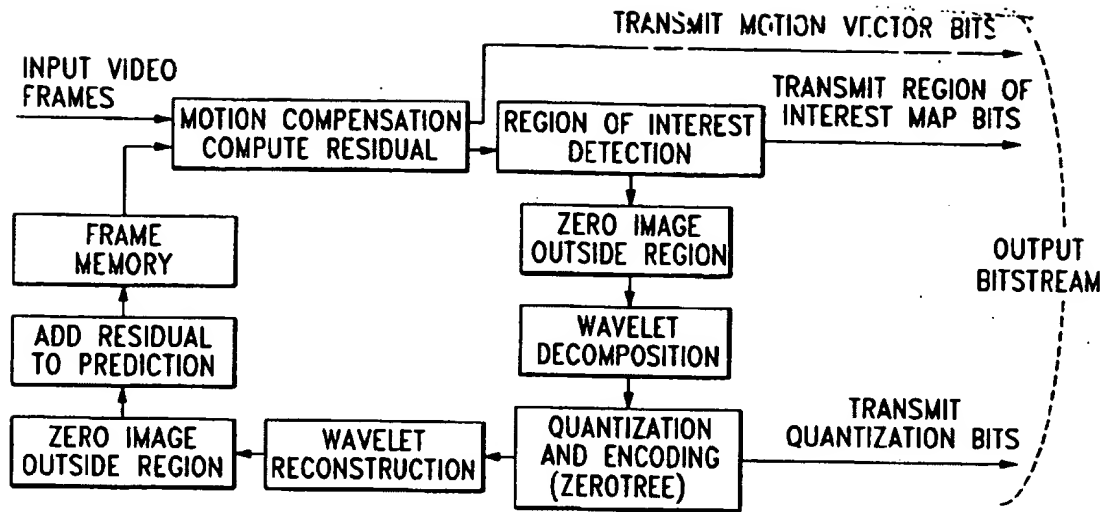 TRANSMIT MOTION VECTOR BITS
INPUT VIDEO
FRAMES
TRANSMIT REGION OF
INTEREST MAP BITS
MOTION COMPENSATION
COMPUTE RESIDUAL
REGION OF INTEREST
DETECTION
FRAME
MEMORY
ZERO IMAGE
OUTSIDE REGION
OUTPUT
BITSTREAM
ADD RESIDUAL
TO PREDICTION
WAVELET
DECOMPOSITION
ZERO IMAGE
OUTSIDE REGION
WAVELET
RECONSTRUCTION
QUANTIZATION
AND ENCODING
(ZEROTREE)
TRANSMIT
QUANTIZATION BITS